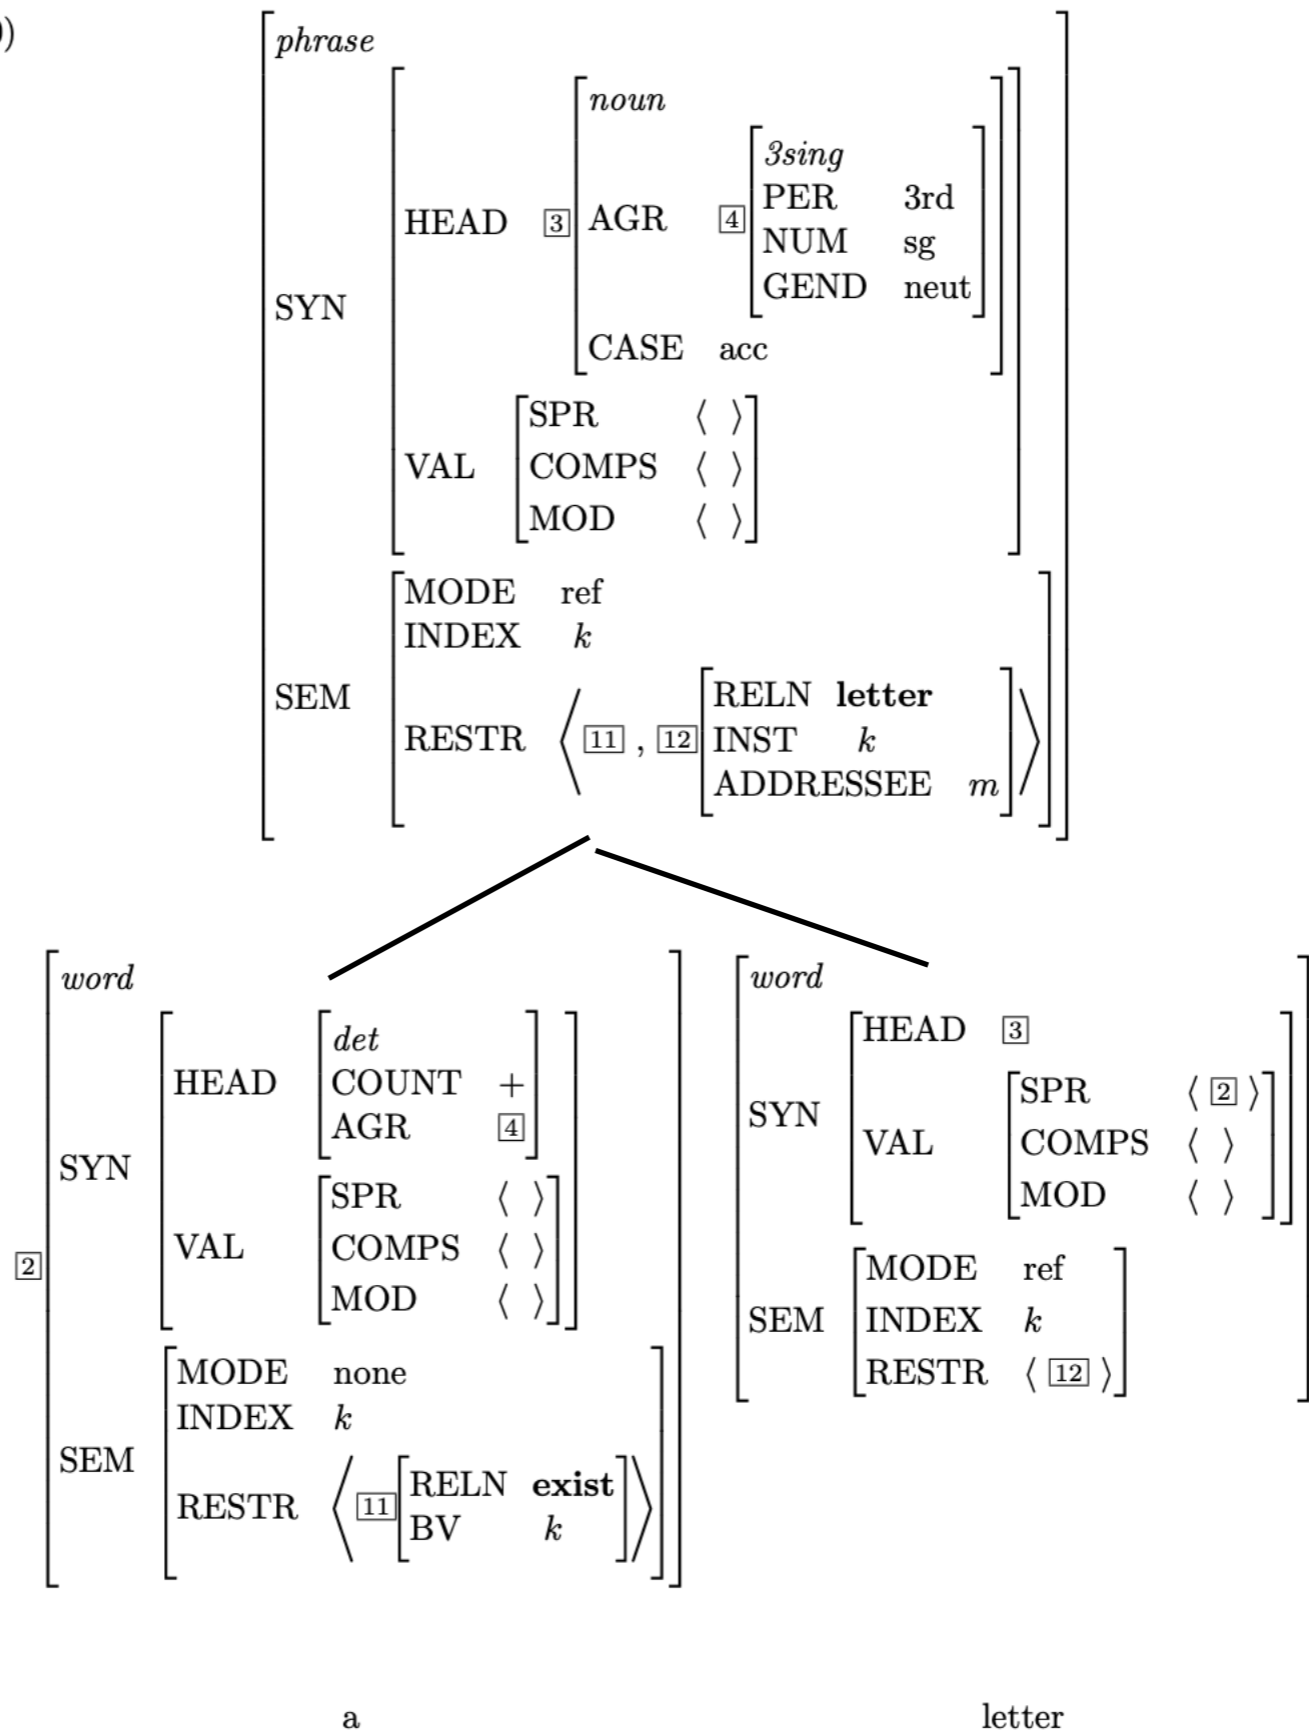 )
phrase
noun
3sing
PER 3rd
HEAD 3 AGR 4 NUM sg
GEND neut
SYN
CASE acc
SPR ⟨ ⟩
VAL COMPS ⟨ ⟩
MOD ⟨ ⟩
MODE ref
INDEX k
RELN letter
SEM RESTR ⟨ 11 , 12 INST k ⟩
ADDRESSEE m
word
det
HEAD COUNT +
AGR 4
SYN
SPR ⟨ ⟩
VAL COMPS ⟨ ⟩
2
MOD ⟨ ⟩
MODE none
INDEX k
SEM
RELN exist
RESTR ⟨ 11 ⟩
BV k
a
word
HEAD 3
SPR ⟨ 2 ⟩
SYN VAL COMPS ⟨ ⟩
MOD ⟨ ⟩
MODE ref
SEM INDEX k
RESTR ⟨ 12 ⟩
letter